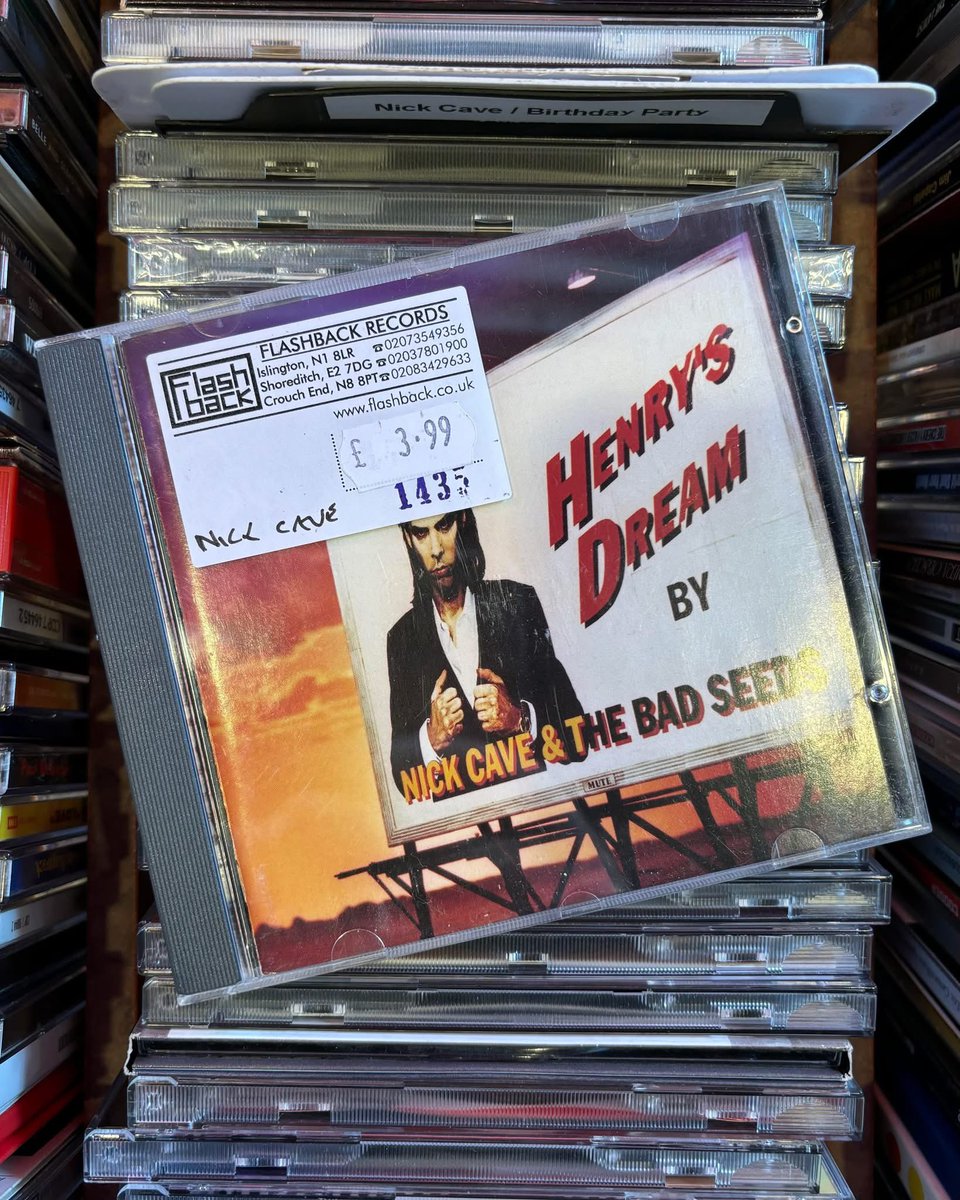 Nick Cave / Birthday Party
FLASHBACK RECORDS
Flash
back
Islington, N1 8LR ☎02073549356
Shoreditch, E2 7DG ☎02037801900
Crouch End, N8 8PT☎02083429633
www.flashback.co.uk
£ 3.99
1435
NICK CAVE
HENRY'S
DREAM
BY
NICK CAVE & THE BAD SEEDS
MUTE